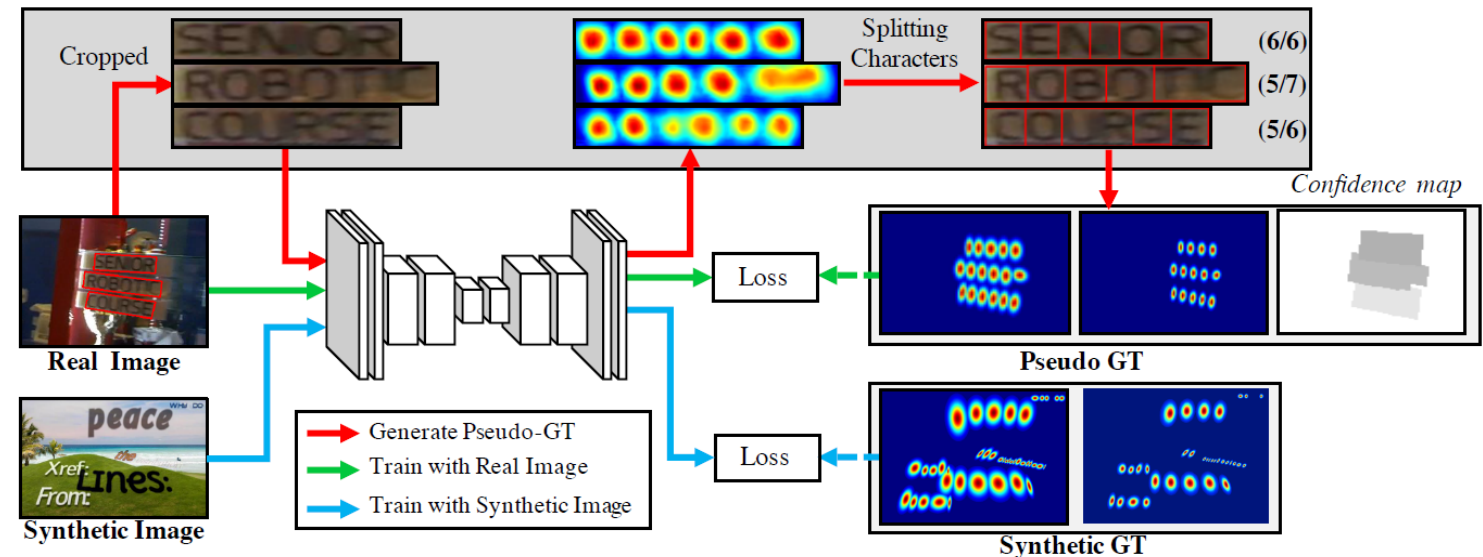 Cropped
SENIOR
ROBOTIC
COURSE
Splitting
Characters
SENIOR
ROBOTIC
COURSE
(6/6)
(5/7)
(5/6)
Confidence map
SENIOR
ROBOTIC
COURSE
Real Image
Loss
Pseudo GT
peace
the
Xref:
LINES:
From:
Synthetic Image
Generate Pseudo-GT
Train with Real Image
Train with Synthetic Image
Loss
Synthetic GT